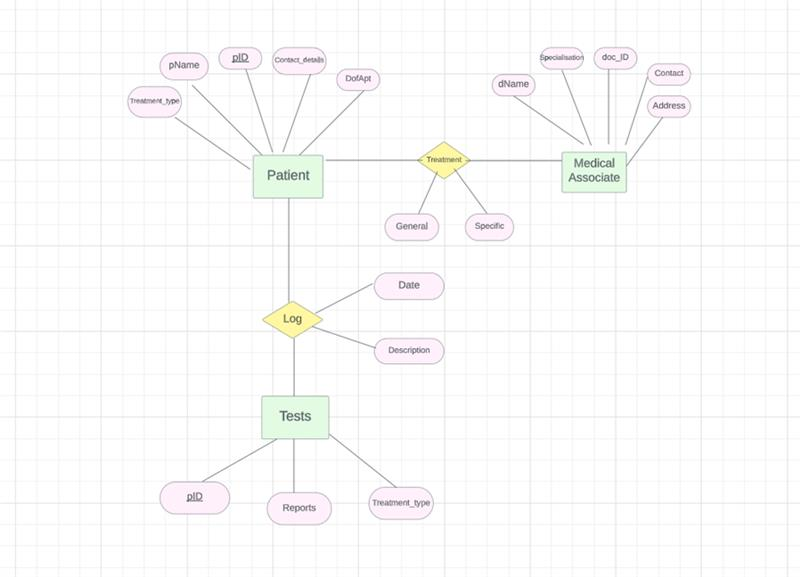 pName
pID
Contact_details
DofApt
Treatment_type
Patient
Treatment
General
Specific
dName
Specialisation
doc_ID
Contact
Address
Medical
Associate
Log
Date
Description
Tests
pID
Reports
Treatment_type